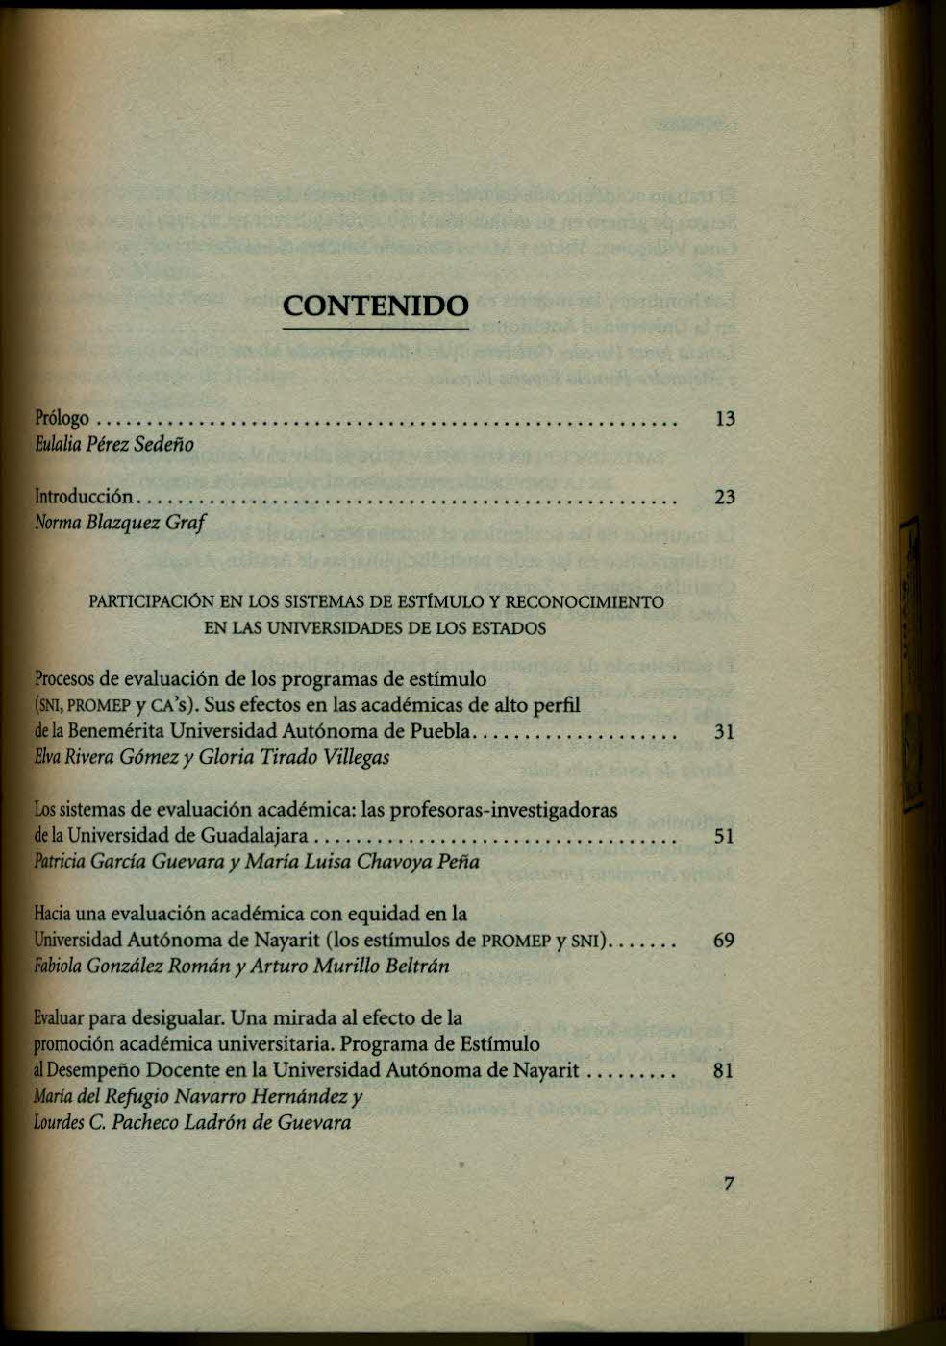 CONTENIDO
Prólogo . . . . . . . . . . . . . . . . . . . . . . . . . . . . . . . . . . . . . . . . . . . . . . . . . . . . . . . . . . 13
Eulalia Pérez Sedeño
Introducción. . . . . . . . . . . . . . . . . . . . . . . . . . . . . . . . . . . . . . . . . . . . . . . . . . . . . . 23
Norma Blazquez Graf
PARTICIPACIÓN EN LOS SISTEMAS DE ESTÍMULO Y RECONOCIMIENTO
EN LAS UNIVERSIDADES DE LOS ESTADOS
Procesos de evaluación de los programas de estímulo
(SNI, PROMEP y CA's). Sus efectos en las académicas de alto perfil
de la Benemérita Universidad Autónoma de Puebla. . . . . . . . . . . . . . . . . . . . . 31
Elva Rivera Gómez y Gloria Tirado Villegas
Los sistemas de evaluación académica: las profesoras-investigadoras
de la Universidad de Guadalajara . . . . . . . . . . . . . . . . . . . . . . . . . . . . . . . . . . . . 51
Patricia García Guevara y María Luisa Chavoya Peña
Hacia una evaluación académica con equidad en la
Universidad Autónoma de Nayarit (los estímulos de PROMEP y SNI). . . . . . . 69
Fabiola González Román y Arturo Murillo Beltrán
Evaluar para desigualar. Una mirada al efecto de la
promoción académica universitaria. Programa de Estímulo
al Desempeño Docente en la Universidad Autónoma de Nayarit . . . . . . . . . 81
María del Refugio Navarro Hernández y
Lourdes C. Pacheco Ladrón de Guevara
7